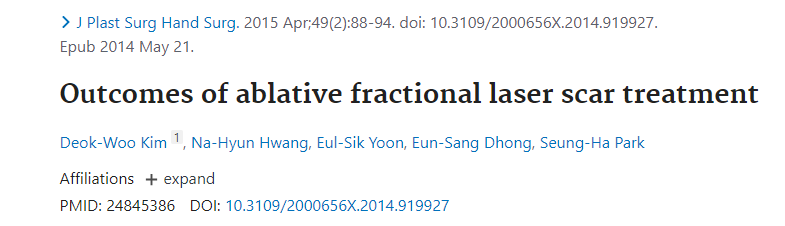 J Plast Surg Hand Surg. 2015 Apr;49(2):88-94. doi: 10.3109/2000656X.2014.919927.
Epub 2014 May 21.
Outcomes of ablative fractional laser scar treatment
Deok-Woo Kim 1, Na-Hyun Hwang, Eul-Sik Yoon, Eun-Sang Dhong, Seung-Ha Park
Affiliations + expand
PMID: 24845386 DOI: 10.3109/2000656X.2014.919927